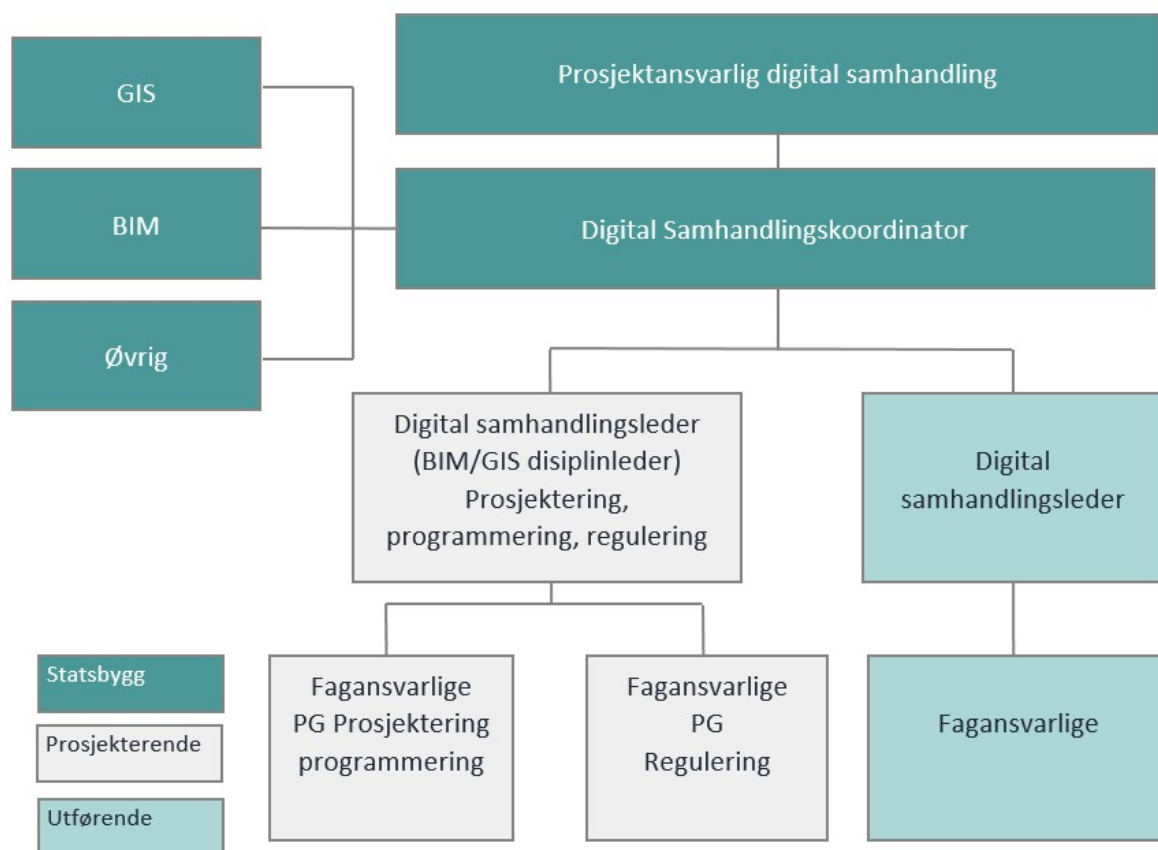 GIS
BIM
Øvrig
Prosjektansvarlig digital samhandling
Digital Samhandlingskoordinator
Digital samhandlingsleder
(BIM/GIS disiplinleder)
Prosjektering,
programmering, regulering
Digital
samhandlingsleder
Fagansvarlige
PG Prosjektering
programmering
Fagansvarlige
PG
Regulering
Fagansvarlige
Statsbygg
Prosjekterende
Utførende